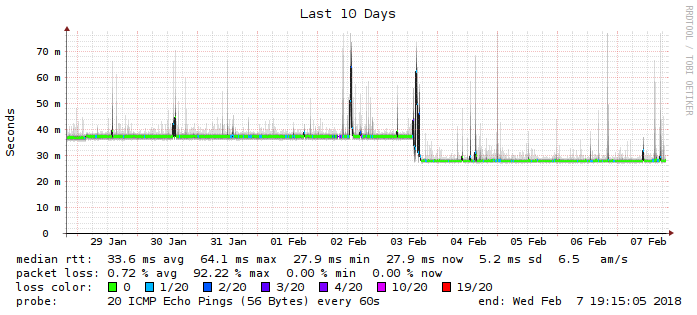 Last 10 Days
RRDTOOL / TOBI OETIKER
Seconds
70 m
60 m
50 m
40 m
30 m
20 m
10 m
0
29 Jan 30 Jan 31 Jan 01 Feb 02 Feb 03 Feb 04 Feb 05 Feb 06 Feb 07 Feb
median rtt: 33.6 ms avg 64.1 ms max 27.9 ms min 27.9 ms now 5.2 ms sd 6.5 am/s
packet loss: 0.72 % avg 92.22 % max 0.00 % min 0.00 % now
loss color: 0 1/20 2/20 3/20 4/20 10/20 19/20
probe: 20 ICMP Echo Pings (56 Bytes) every 60s end: Wed Feb 7 19:15:05 2018